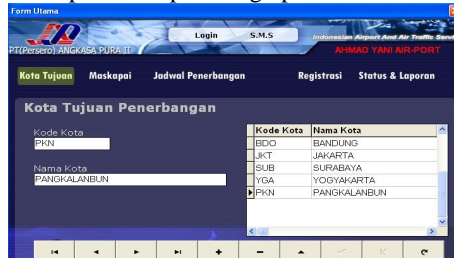 Form Utama
Login S.M.S
Indonesian Airport And Air Traffic Servi
PT(Persero) ANGKASA PURA II
AHMAD YANI AIR-PORT
Kota Tujuan Maskapai Jadwal Penerbangan Registrasi Status & Laporan
Kota Tujuan Penerbangan
Kode Kota
PKN
Nama Kota
PANGKALANBUN
Kode Kota Nama Kota
BDO BANDUNG
JKT JAKARTA
SUB SURABAYA
YGA YOGYAKARTA
PKN PANGKALANBUN